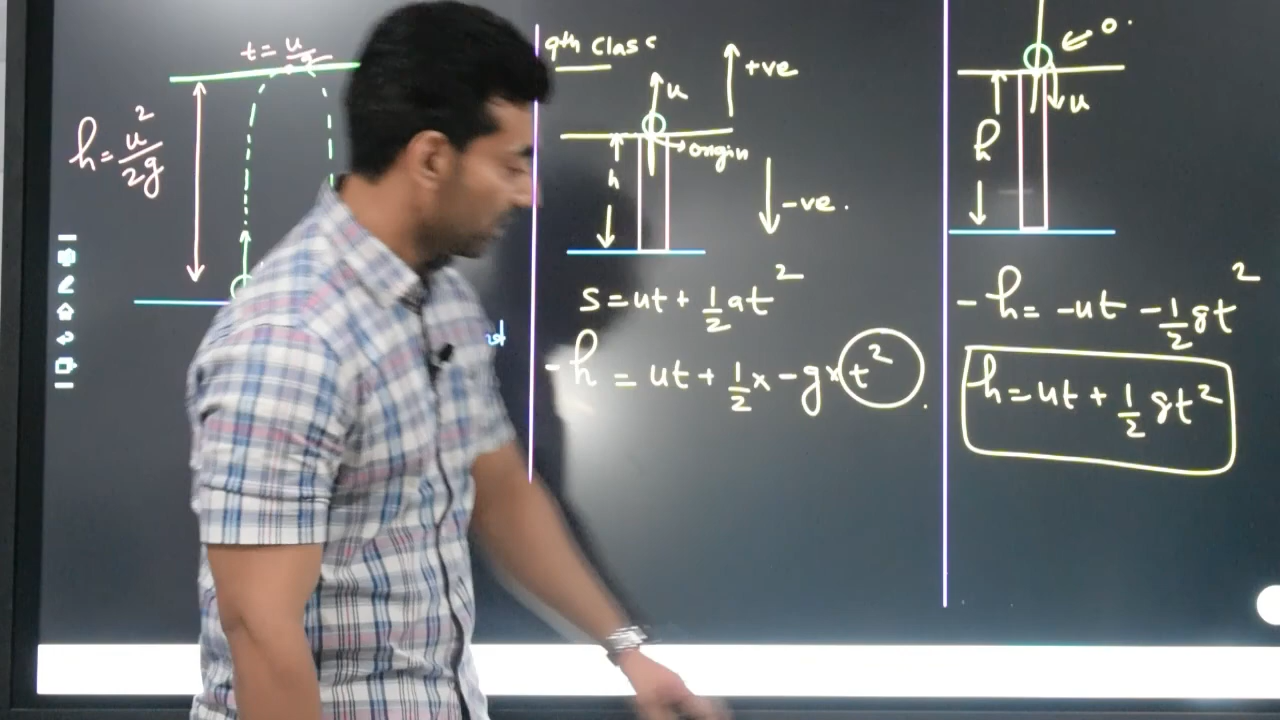 t = u/g
h = u²/2g
9th Class
+ve
u
origin
h
-ve.
S = ut + 1/2 at²
-h = ut + 1/2 x - g x t².
0.
u
h
-h = -ut - 1/2 gt²
h = ut + 1/2 gt²